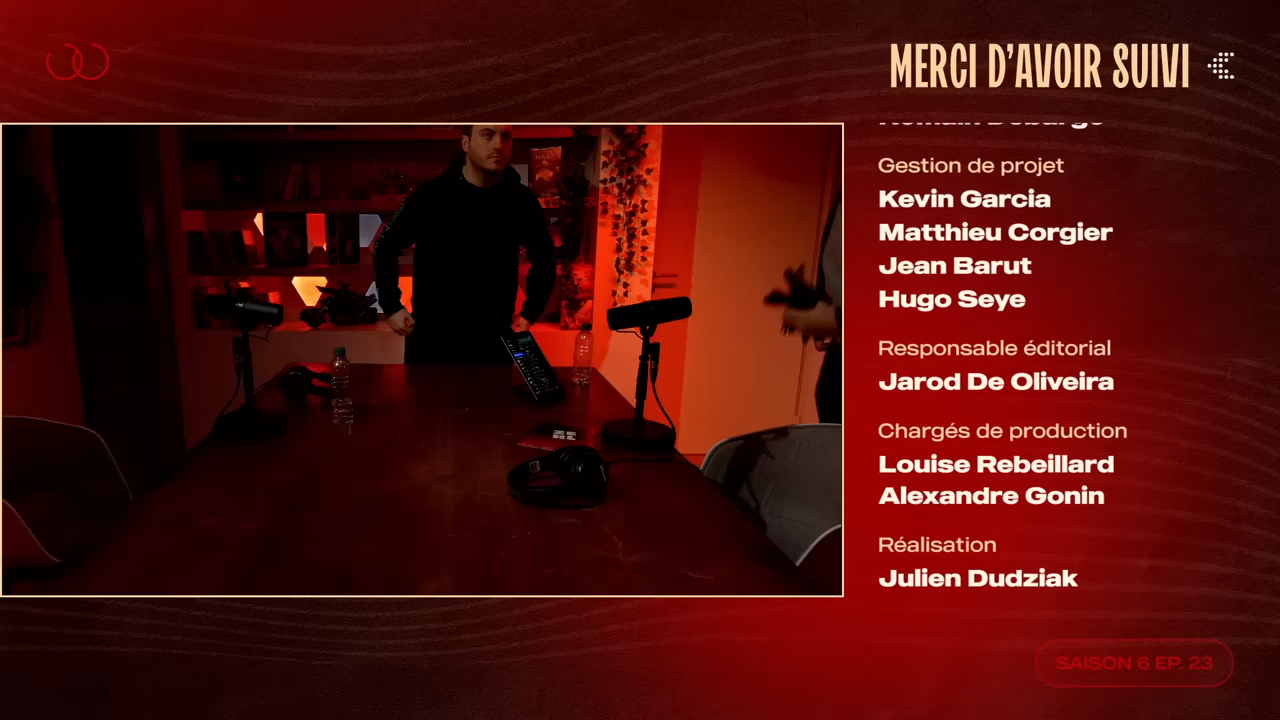 MERCI D'AVOIR SUIVI
Gestion de projet
Kevin Garcia
Matthieu Corgier
Jean Barut
Hugo Seye
Responsable éditorial
Jarod De Oliveira
Chargés de production
Louise Rebeillard
Alexandre Gonin
Réalisation
Julien Dudziak
SAISON 6 EP. 23